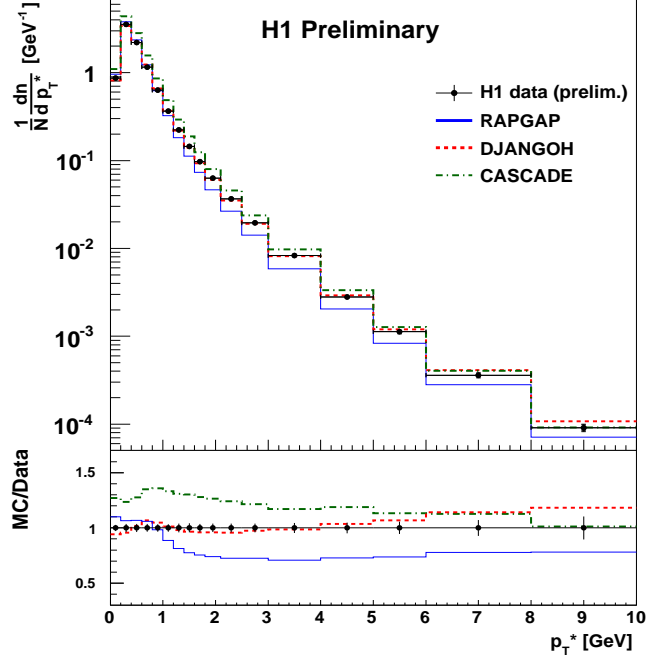 H1 Preliminary
1/N dn/d p_T^* [GeV^-1]
H1 data (prelim.)
RAPGAP
DJANGOH
CASCADE
1
10^-1
10^-2
10^-3
10^-4
MC/Data
1.5
1
0.5
0 1 2 3 4 5 6 7 8 9 10
p_T^* [GeV]